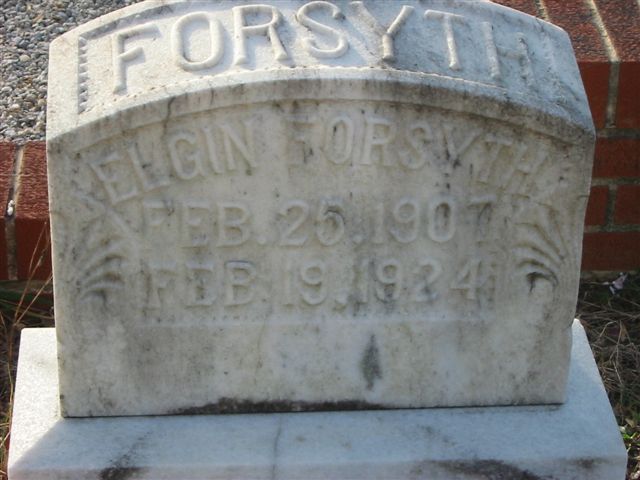 FORSYTH
ELGIN FORSYTH
FEB. 25. 1907
FEB. 19. 1924